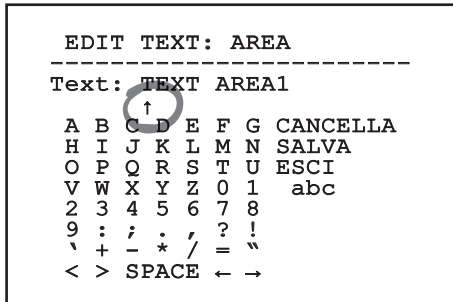 EDIT TEXT: AREA
-------------------------
Text: TEXT AREA1
↑
A B C D E F G CANCELLA
H I J K L M N SALVA
O P Q R S T U ESCI
V W X Y Z 0 1 abc
2 3 4 5 6 7 8
9 : ; . , ? !
‵ + - * / = ‶
< > SPACE ← →